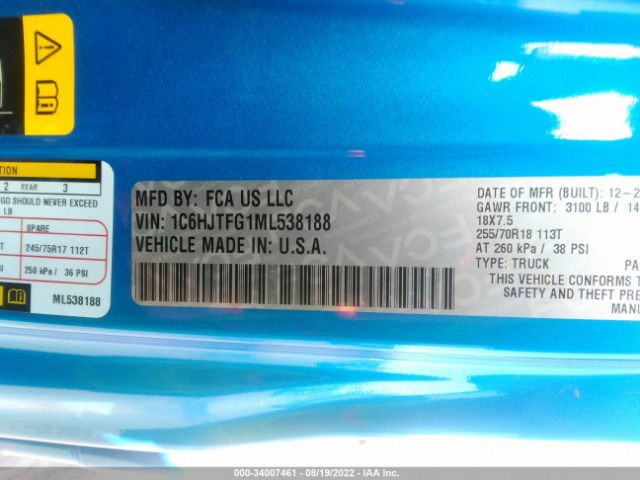 TION
2 REAR 3
GO SHOULD NEVER EXCEED
LB
SPARE
245/75R17 112T
250 kPa / 36 PSI
ML538188
MFD BY: FCA US LLC
VIN: 1C6HJTFG1ML538188
VEHICLE MADE IN: U.S.A.
DATE OF MFR (BUILT): 12-2
GAWR FRONT: 3100 LB / 14
18X7.5
255/70R18 113T
AT 260 kPa / 38 PSI
TYPE: TRUCK PA
THIS VEHICLE CONFORMS T
SAFETY AND THEFT PRE
MANU
000-34007461 - 08/19/2022 - IAA Inc.